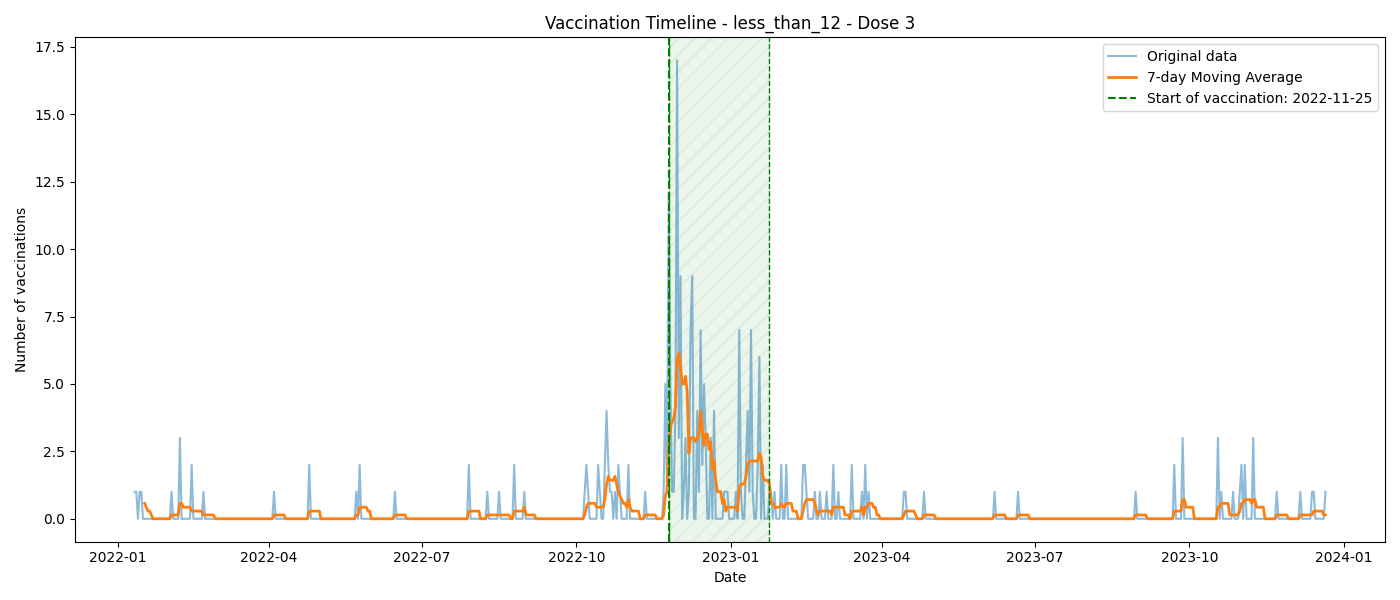 Vaccination Timeline - less_than_12 - Dose 3
Original data
7-day Moving Average
Start of vaccination: 2022-11-25
Number of vaccinations
17.5
15.0
12.5
10.0
7.5
5.0
2.5
0.0
2022-01
2022-04
2022-07
2022-10
2023-01
2023-04
2023-07
2023-10
2024-01
Date